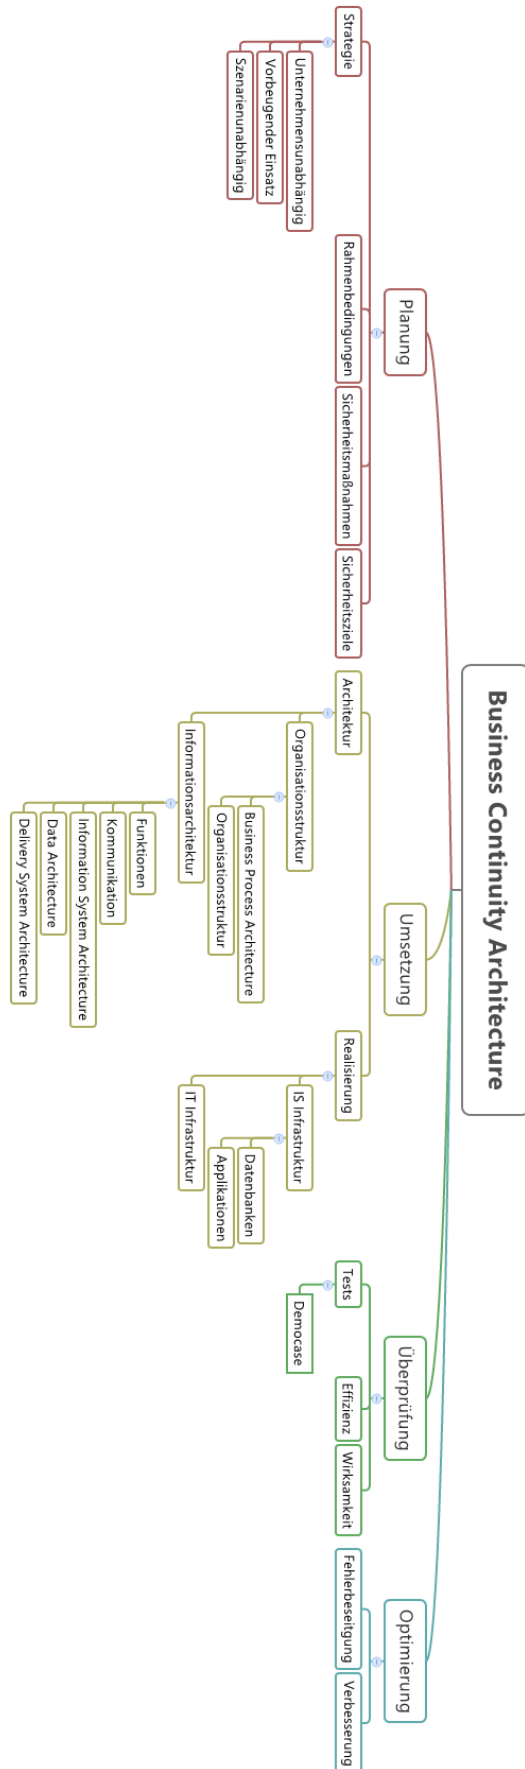 Business Continuity Architecture
Planung
Strategie
Unternehmensunabhängig
Vorbeugender Einsatz
Szenarienunabhängig
Rahmenbedingungen
Sicherheitsmaßnahmen
Sicherheitsziele
Umsetzung
Architektur
Organisationsstruktur
Business Process Architecture
Organisationsstruktur
Informationsarchitektur
Funktionen
Kommunikation
Information System Architecture
Data Architecture
Delivery System Architecture
Realisierung
IS Infrastruktur
Datenbanken
Applikationen
IT Infrastruktur
Überprüfung
Tests
Democase
Effizienz
Wirksamkeit
Optimierung
Fehlerbeseitgung
Verbesserung